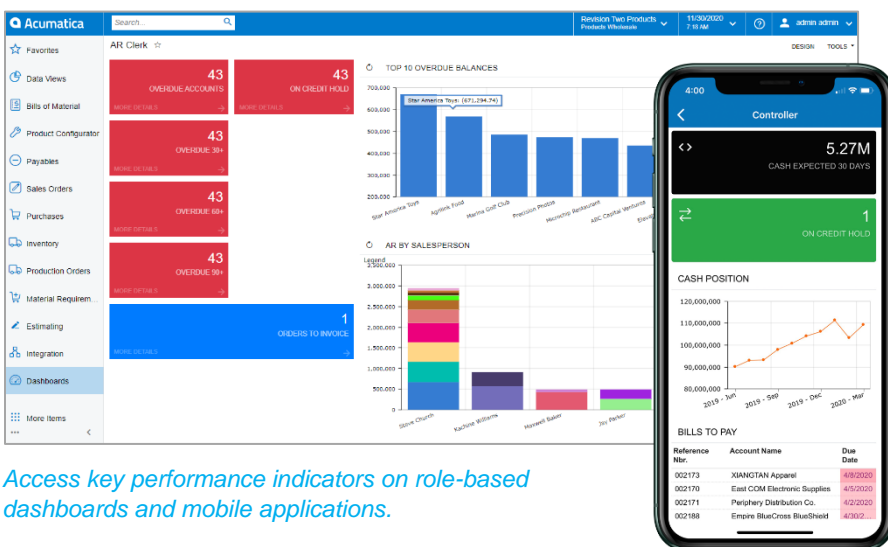 Acumatica
Search...
Revision Two Products
Products Wholesale
11/30/2020
7:18 AM
admin admin
Favorites
Data Views
Bills of Material
Product Configurator
Payables
Sales Orders
Purchases
Inventory
Production Orders
Material Requirem...
Estimating
Integration
Dashboards
More Items
AR Clerk
DESIGN TOOLS
43
OVERDUE ACCOUNTS
MORE DETAILS
43
ON CREDIT HOLD
MORE DETAILS
43
OVERDUE 30+
MORE DETAILS
43
OVERDUE 60+
MORE DETAILS
43
OVERDUE 90+
MORE DETAILS
1
ORDERS TO INVOICE
MORE DETAILS
TOP 10 OVERDUE BALANCES
700,000
600,000
500,000
400,000
300,000
200,000
Star America Toys: (671,294.74)
Star America Toys
Agrilink Food
Marina Golf Club
Precision Photos
Microchip Restaurant
ABC Capital Ventures
AR BY SALESPERSON
Legend
3,500,000
3,000,000
2,500,000
2,000,000
1,500,000
1,000,000
500,000
0
Steve Church
Kachine Williams
Maxwell Baker
Jay Parker
4:00
Controller
5.27M
CASH EXPECTED 30 DAYS
1
ON CREDIT HOLD
CASH POSITION
120,000,000
110,000,000
100,000,000
90,000,000
80,000,000
2019 - Jun
2019 - Sep
2019 - Dec
2020 - Mar
BILLS TO PAY
Reference Nbr. Account Name Due Date
002173 XIANGTAN Apparel 4/8/2020
002170 East COM Electronic Supplies 4/5/2020
002171 Periphery Distribution Co. 4/2/2020
002188 Empire BlueCross BlueShield 4/30/2...
Access key performance indicators on role-based
dashboards and mobile applications.